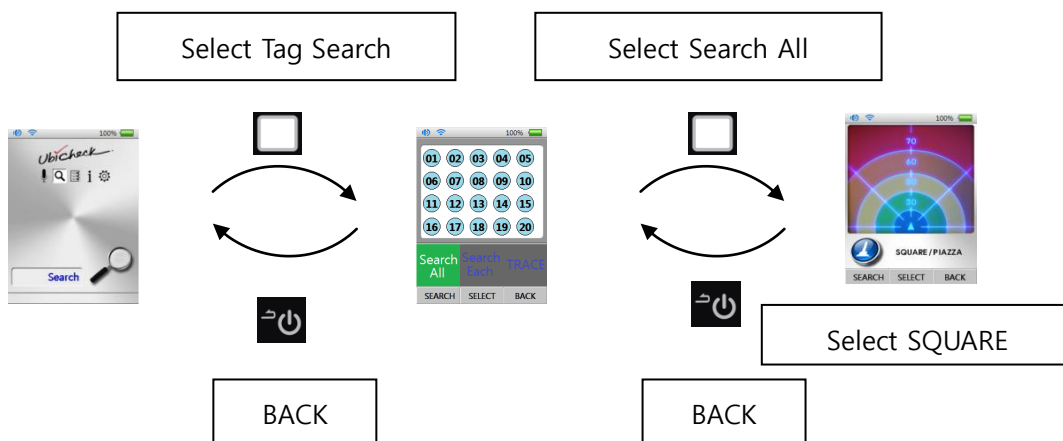 Select Tag Search
Select Search All
100%
Ubicheck
Search
100%
01 02 03 04 05
06 07 08 09 10
11 12 13 14 15
16 17 18 19 20
Search All
Search Each
TRACE
SEARCH SELECT BACK
100%
70
60
50
30
SQUARE / PIAZZA
SEARCH SELECT BACK
Select SQUARE
BACK
BACK